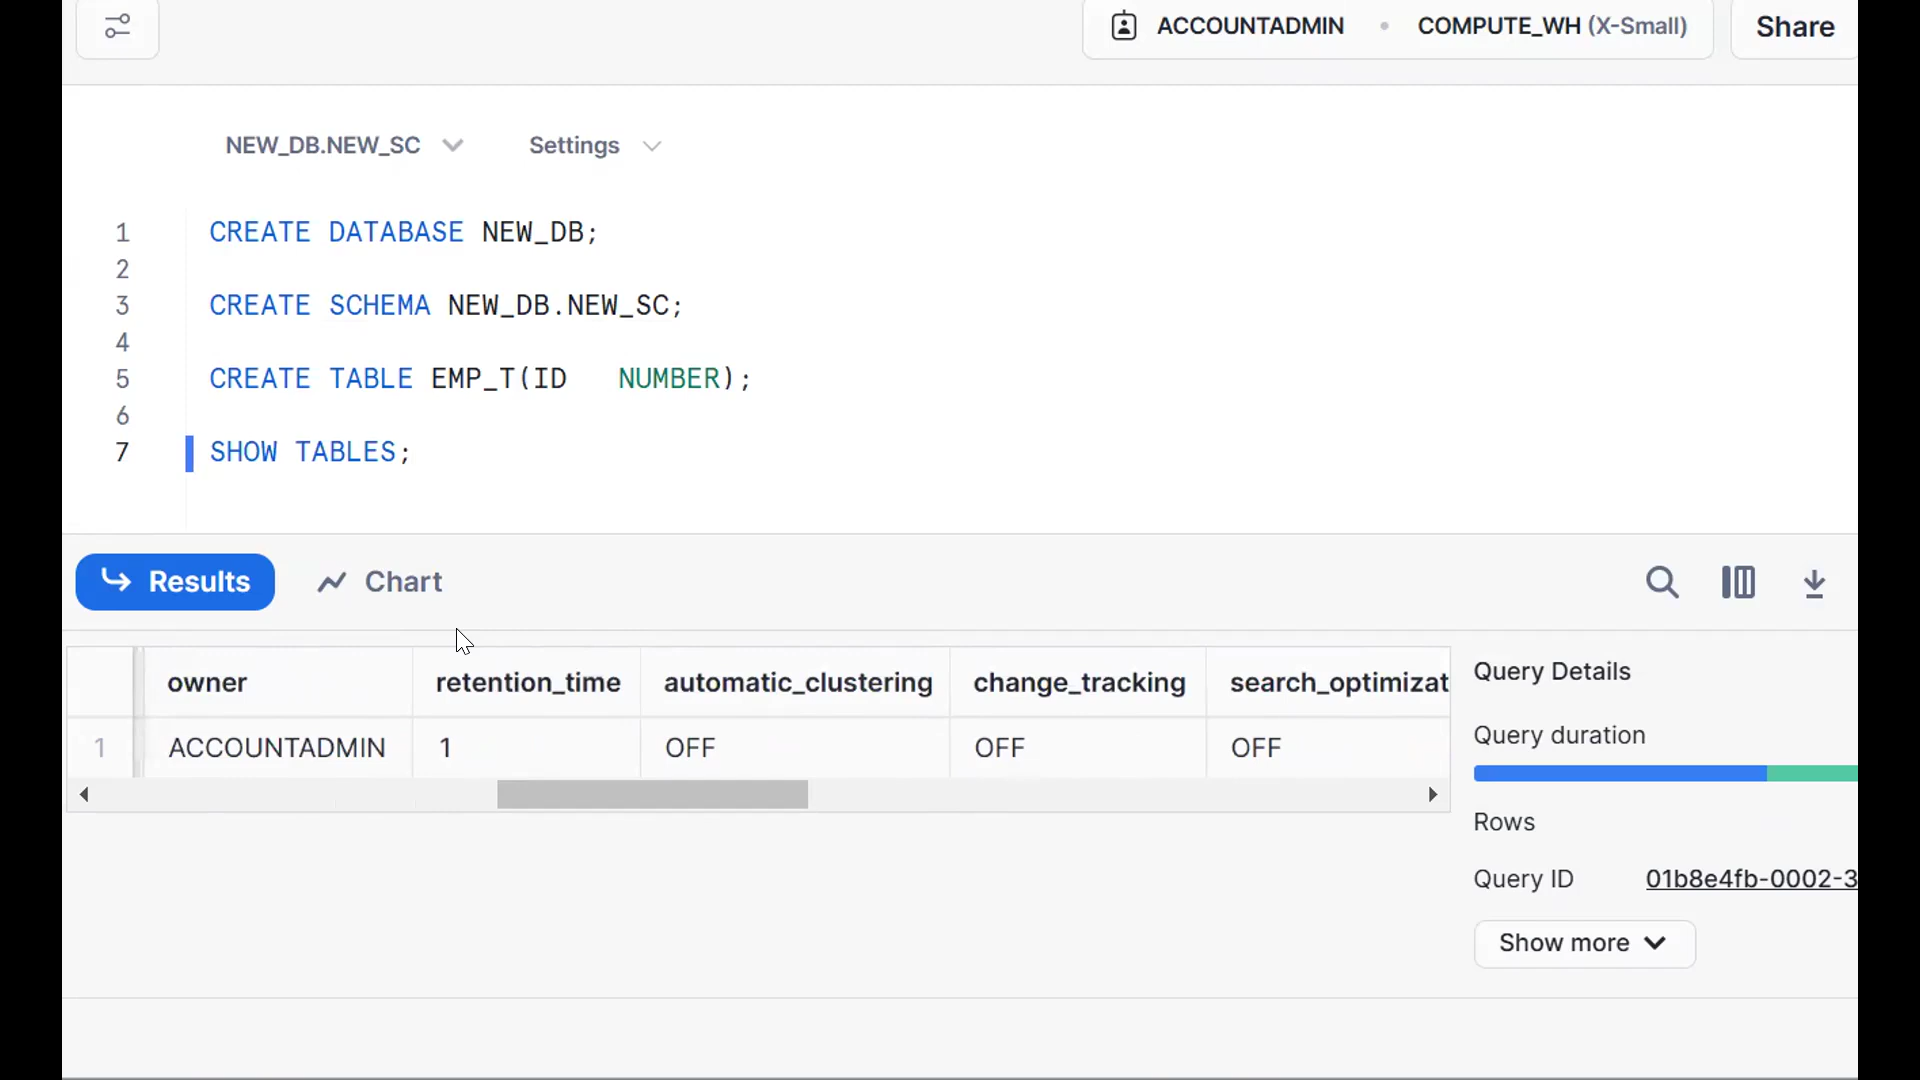 ACCOUNTADMIN • COMPUTE_WH (X-Small) Share
NEW_DB.NEW_SC Settings
1 CREATE DATABASE NEW_DB;
2
3 CREATE SCHEMA NEW_DB.NEW_SC;
4
5 CREATE TABLE EMP_T(ID   NUMBER);
6
7 SHOW TABLES;
Results Chart
owner retention_time automatic_clustering change_tracking search_optimizat
1 ACCOUNTADMIN 1 OFF OFF OFF
Query Details
Query duration
Rows
Query ID 01b8e4fb-0002-3
Show more